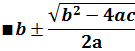 ■b ± √(b² − 4ac) / 2a